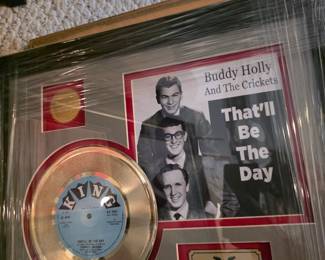 Buddy Holly
And The Crickets
That'll
Be
The
Day
KING